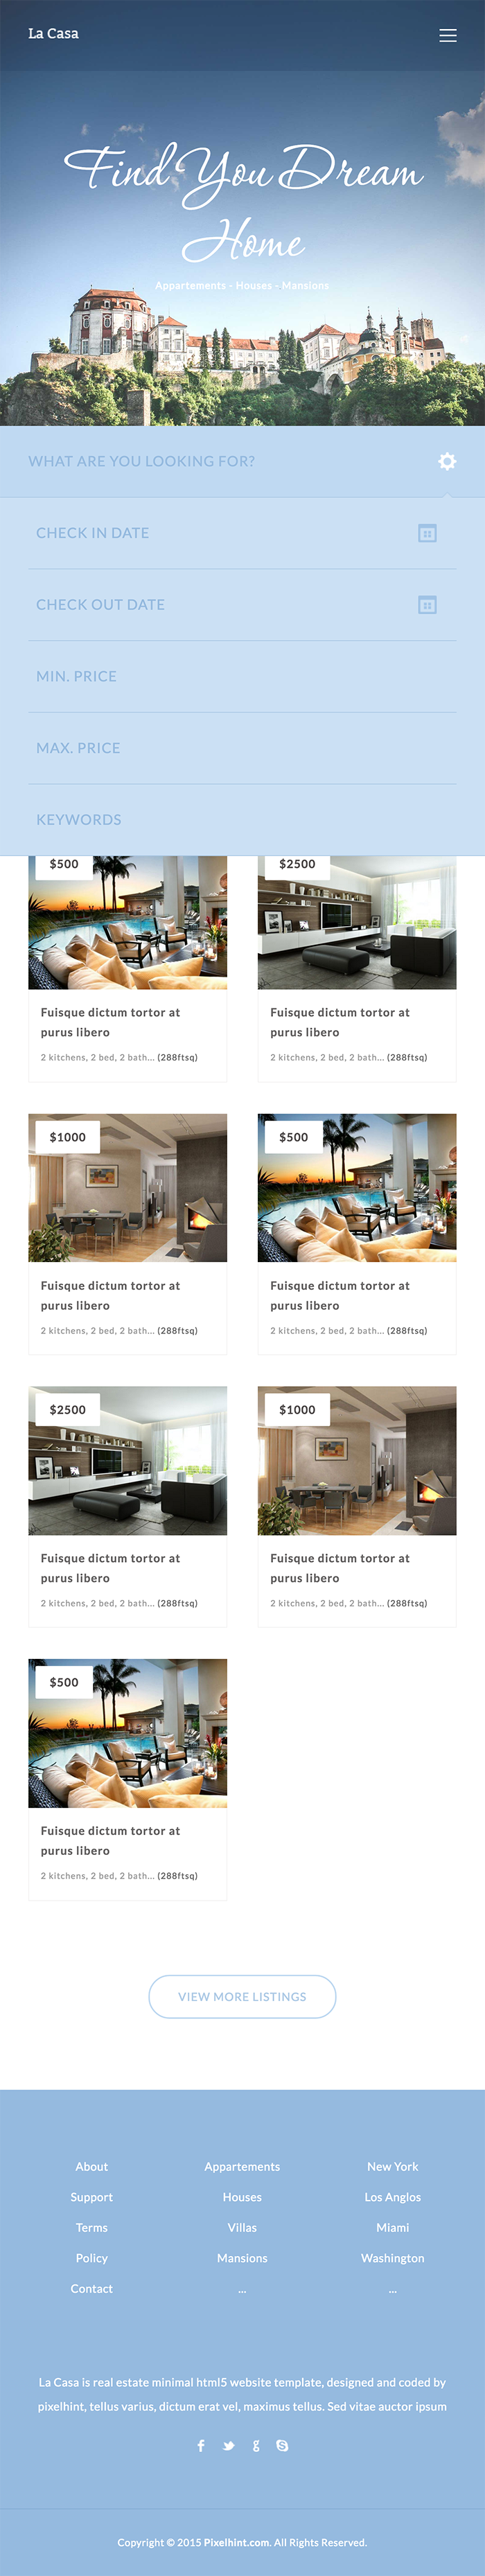 La Casa
Find You Dream
Home
Appartements - Houses - Mansions
WHAT ARE YOU LOOKING FOR?
CHECK IN DATE
CHECK OUT DATE
MIN. PRICE
MAX. PRICE
KEYWORDS
$500
Fuisque dictum tortor at
purus libero
2 kitchens, 2 bed, 2 bath... (288ftsq)
$2500
Fuisque dictum tortor at
purus libero
2 kitchens, 2 bed, 2 bath... (288ftsq)
$1000
Fuisque dictum tortor at
purus libero
2 kitchens, 2 bed, 2 bath... (288ftsq)
$500
Fuisque dictum tortor at
purus libero
2 kitchens, 2 bed, 2 bath... (288ftsq)
$2500
Fuisque dictum tortor at
purus libero
2 kitchens, 2 bed, 2 bath... (288ftsq)
$1000
Fuisque dictum tortor at
purus libero
2 kitchens, 2 bed, 2 bath... (288ftsq)
$500
Fuisque dictum tortor at
purus libero
2 kitchens, 2 bed, 2 bath... (288ftsq)
VIEW MORE LISTINGS
About
Support
Terms
Policy
Contact
Appartements
Houses
Villas
Mansions
...
New York
Los Anglos
Miami
Washington
...
La Casa is real estate minimal html5 website template, designed and coded by
pixelhint, tellus varius, dictum erat vel, maximus tellus. Sed vitae auctor ipsum
Copyright © 2015 Pixelhint.com. All Rights Reserved.